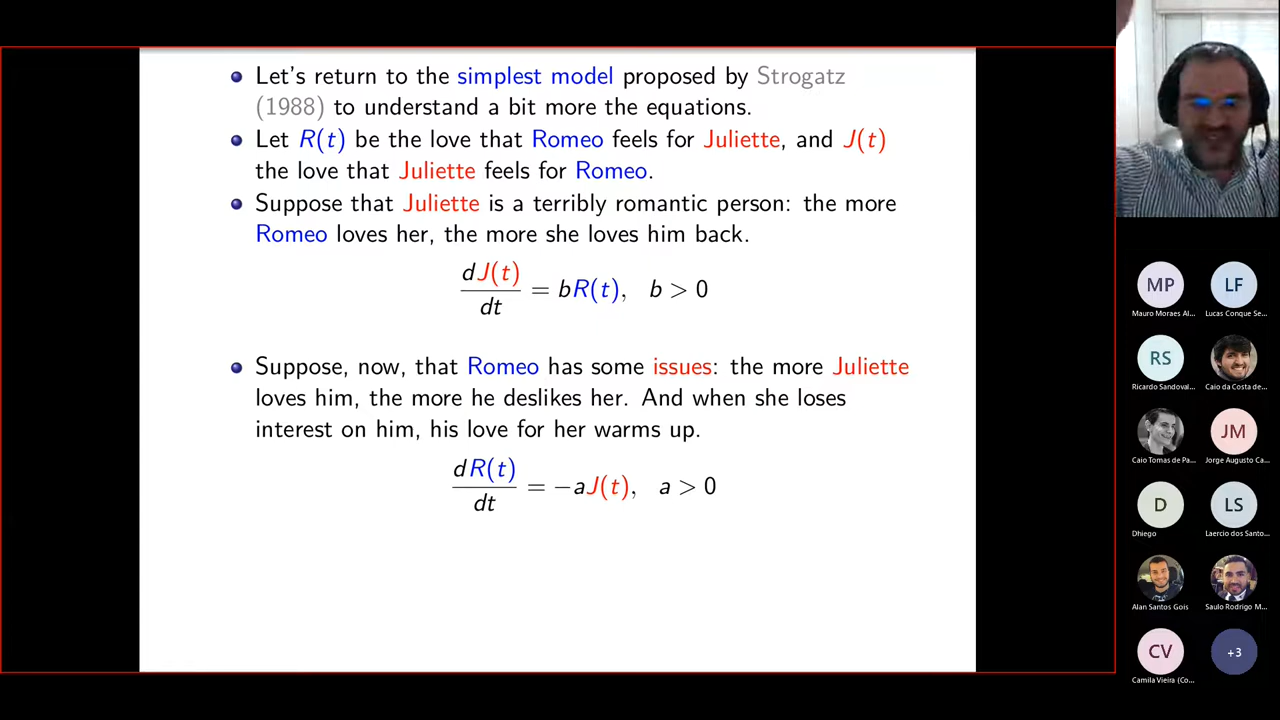 Let's return to the simplest model proposed by Strogatz
(1988) to understand a bit more the equations.
Let R(t) be the love that Romeo feels for Juliette, and J(t)
the love that Juliette feels for Romeo.
Suppose that Juliette is a terribly romantic person: the more
Romeo loves her, the more she loves him back.
dJ(t)/dt = bR(t), b > 0
Suppose, now, that Romeo has some issues: the more Juliette
loves him, the more he deslikes her. And when she loses
interest on him, his love for her warms up.
dR(t)/dt = −aJ(t), a > 0
MP LF
Mauro Moraes Al... Lucas Conque Se...
RS
Ricardo Sandoval... Caio da Costa de...
JM
Caio Tomas de Pa... Jorge Augusto Ca...
D LS
Dhiego Laercio dos Santo...
Alan Santos Gois Saulo Rodrigo M...
CV +3
Camila Vieira (Co...